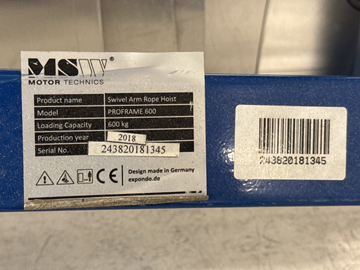 MSW
MOTOR TECHNICS
Product name Swivel Arm Rope Hoist
Model PROFRAME 600
Loading Capacity 600 kg
Production year 2018
Serial No. 243820181345
CE
Design made in Germany
expondo.de
243820181345